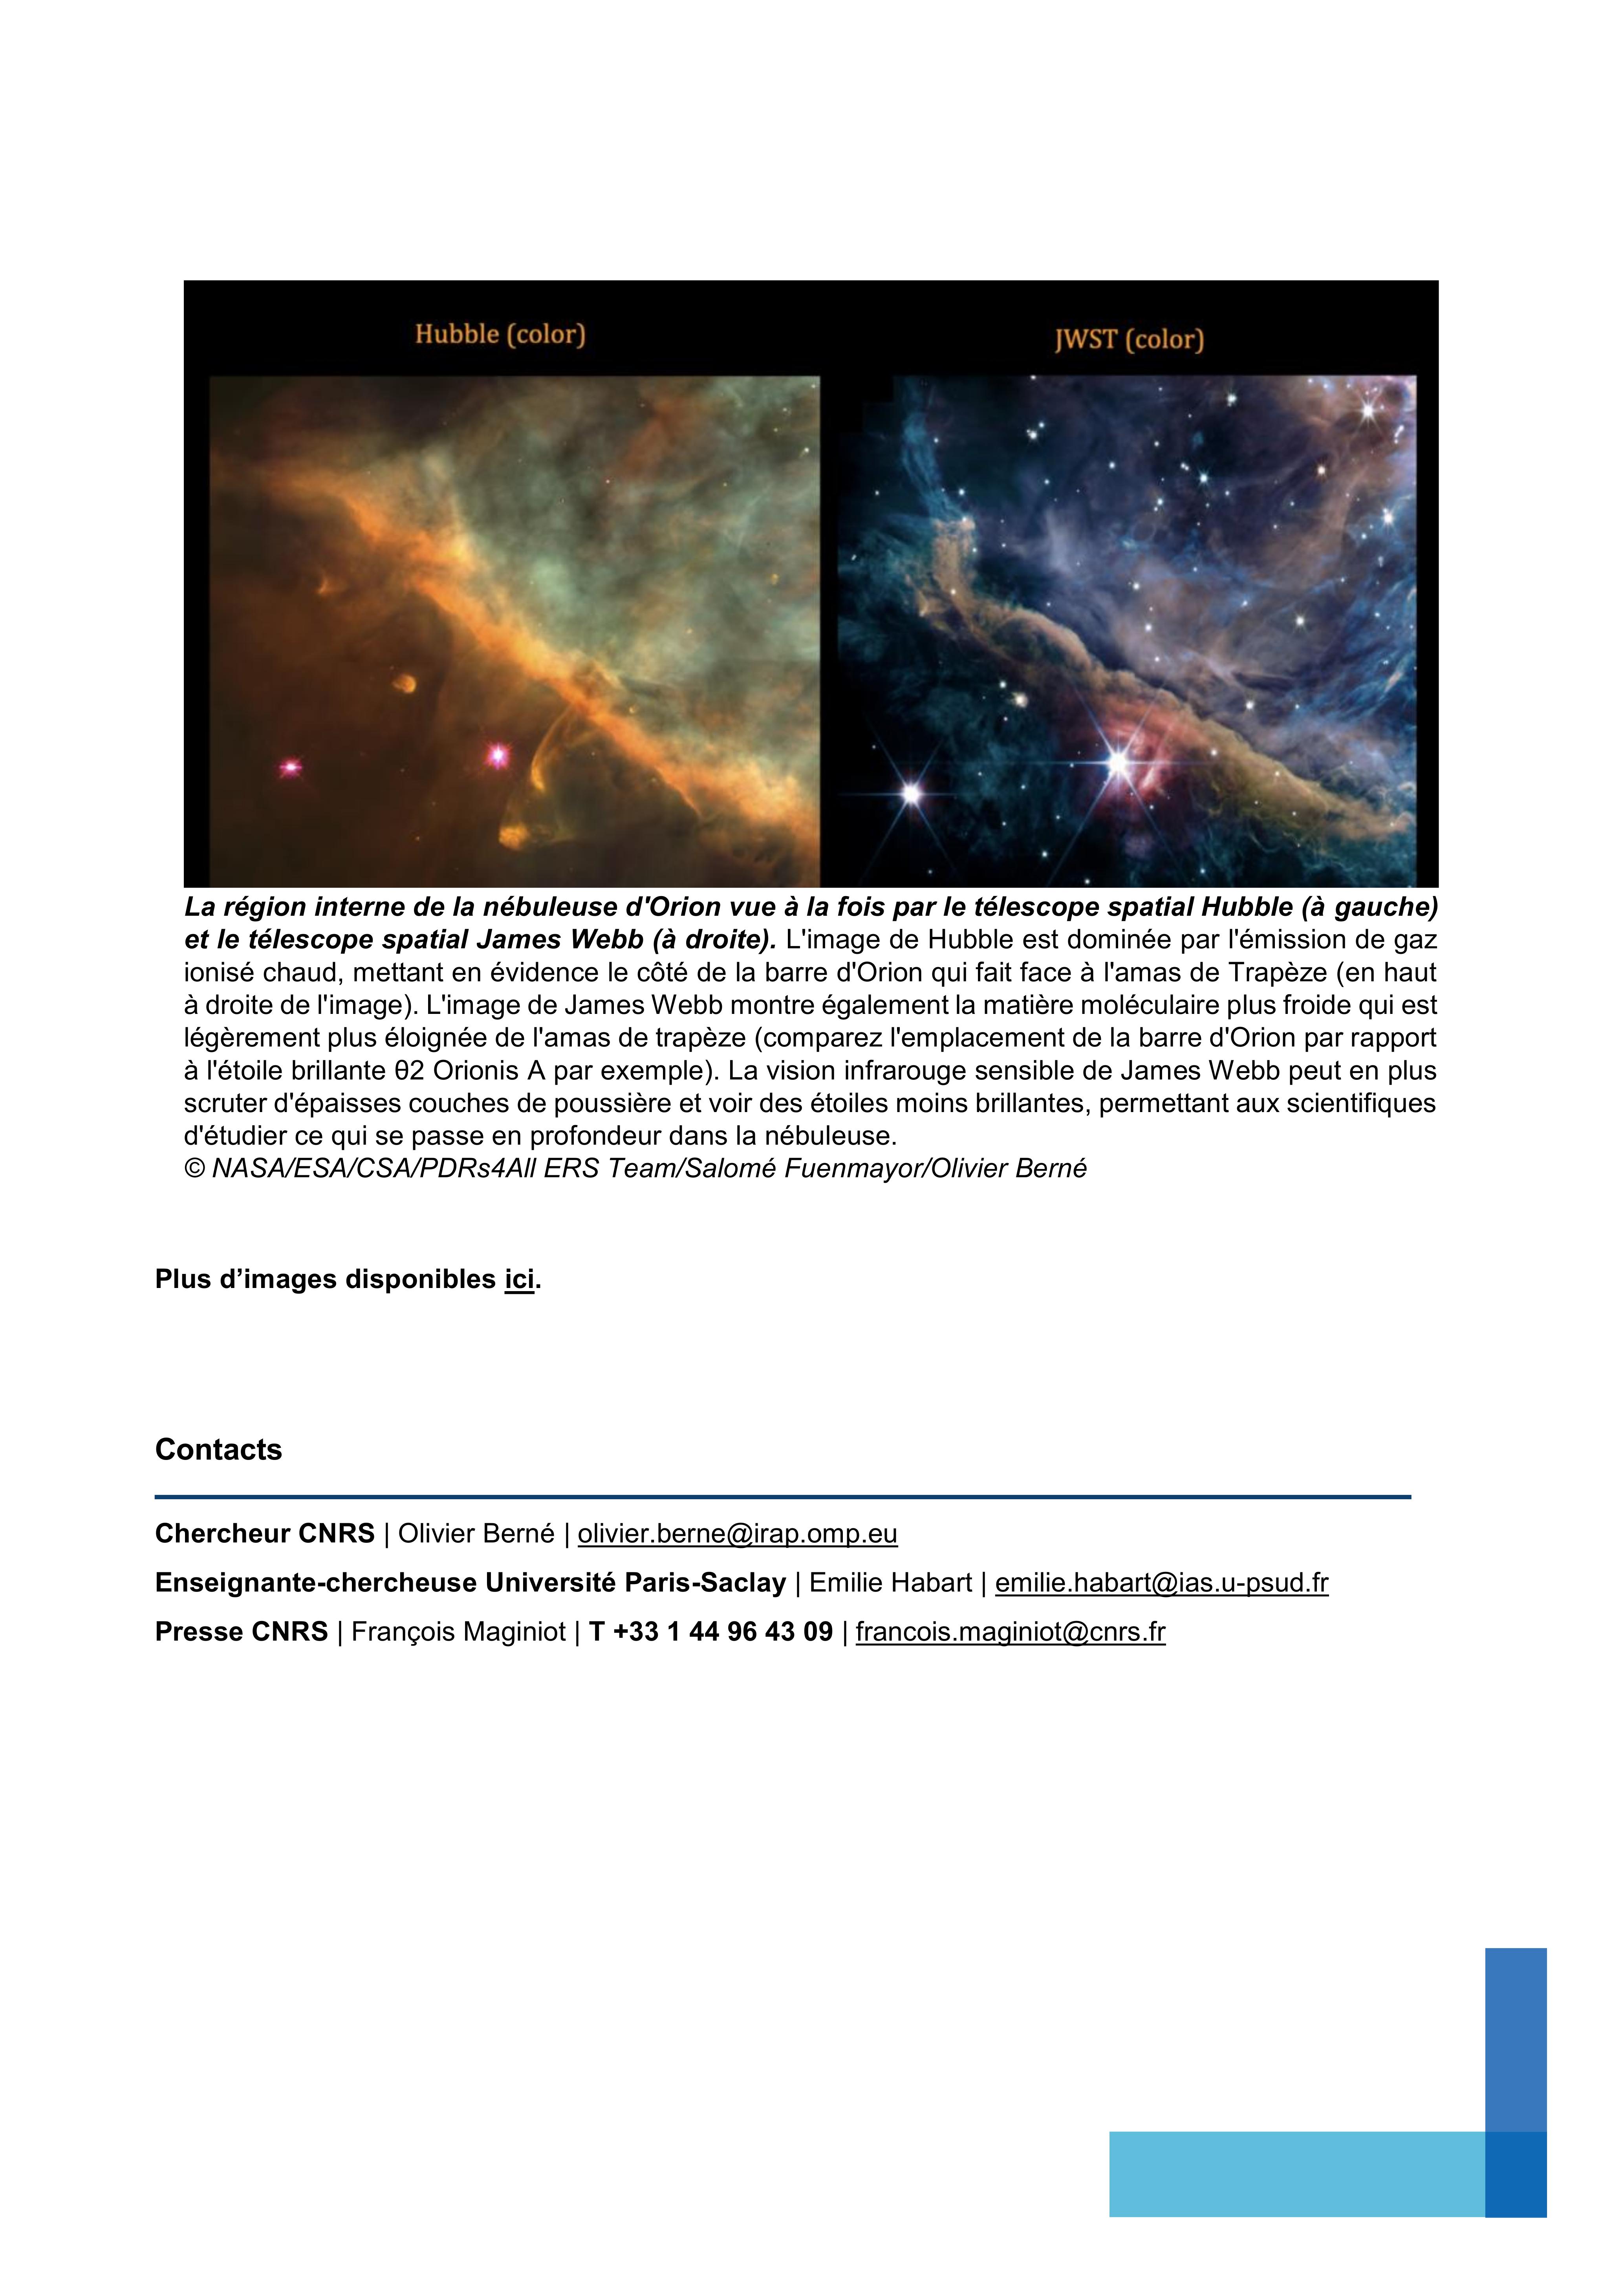 Hubble (color)
JWST (color)
La région interne de la nébuleuse d'Orion vue à la fois par le télescope spatial Hubble (à gauche)
et le télescope spatial James Webb (à droite). L'image de Hubble est dominée par l'émission de gaz
ionisé chaud, mettant en évidence le côté de la barre d'Orion qui fait face à l'amas de Trapèze (en haut
à droite de l'image). L'image de James Webb montre également la matière moléculaire plus froide qui est
légèrement plus éloignée de l'amas de trapèze (comparez l'emplacement de la barre d'Orion par rapport
à l'étoile brillante θ2 Orionis A par exemple). La vision infrarouge sensible de James Webb peut en plus
scruter d'épaisses couches de poussière et voir des étoiles moins brillantes, permettant aux scientifiques
d'étudier ce qui se passe en profondeur dans la nébuleuse.
© NASA/ESA/CSA/PDRs4All ERS Team/Salomé Fuenmayor/Olivier Berné
Plus d’images disponibles ici.
Contacts
Chercheur CNRS | Olivier Berné | olivier.berne@irap.omp.eu
Enseignante-chercheuse Université Paris-Saclay | Emilie Habart | emilie.habart@ias.u-psud.fr
Presse CNRS | François Maginiot | T +33 1 44 96 43 09 | francois.maginiot@cnrs.fr